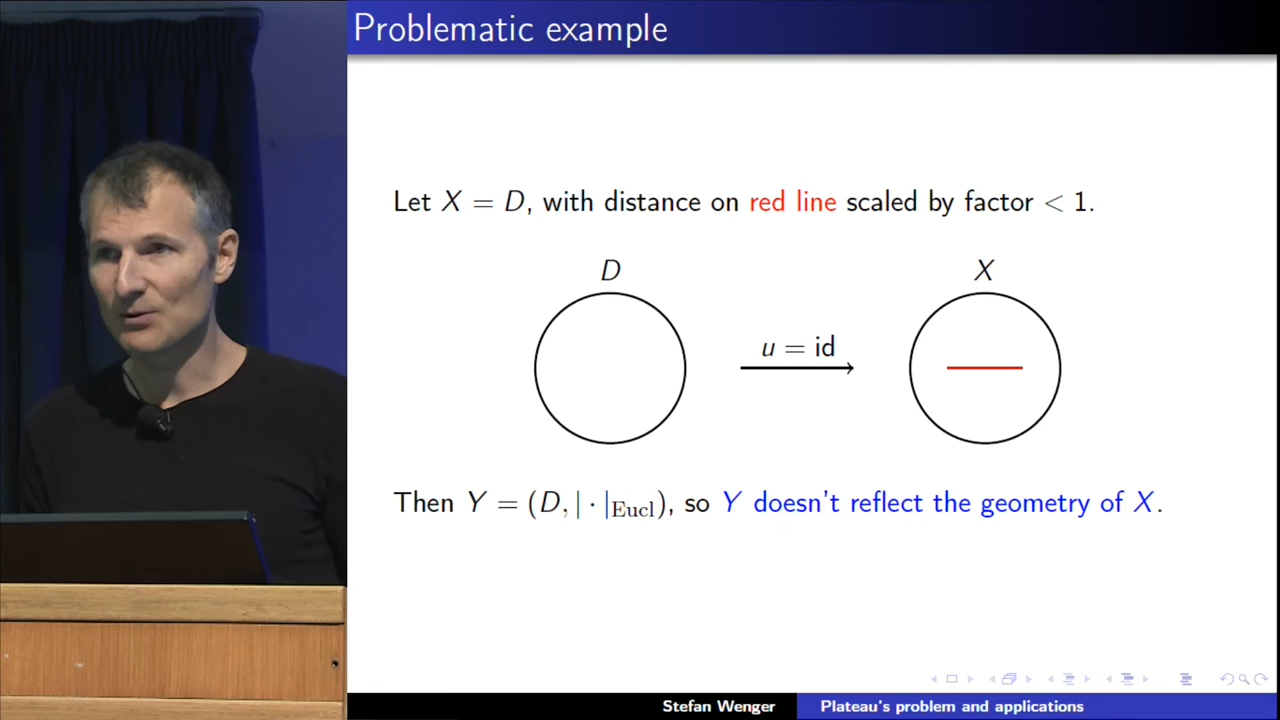 Problematic example
Let X = D, with distance on red line scaled by factor < 1.
D
X
u = id
Then Y = (D, | · |Eucl), so Y doesn't reflect the geometry of X.
Stefan Wenger
Plateau's problem and applications